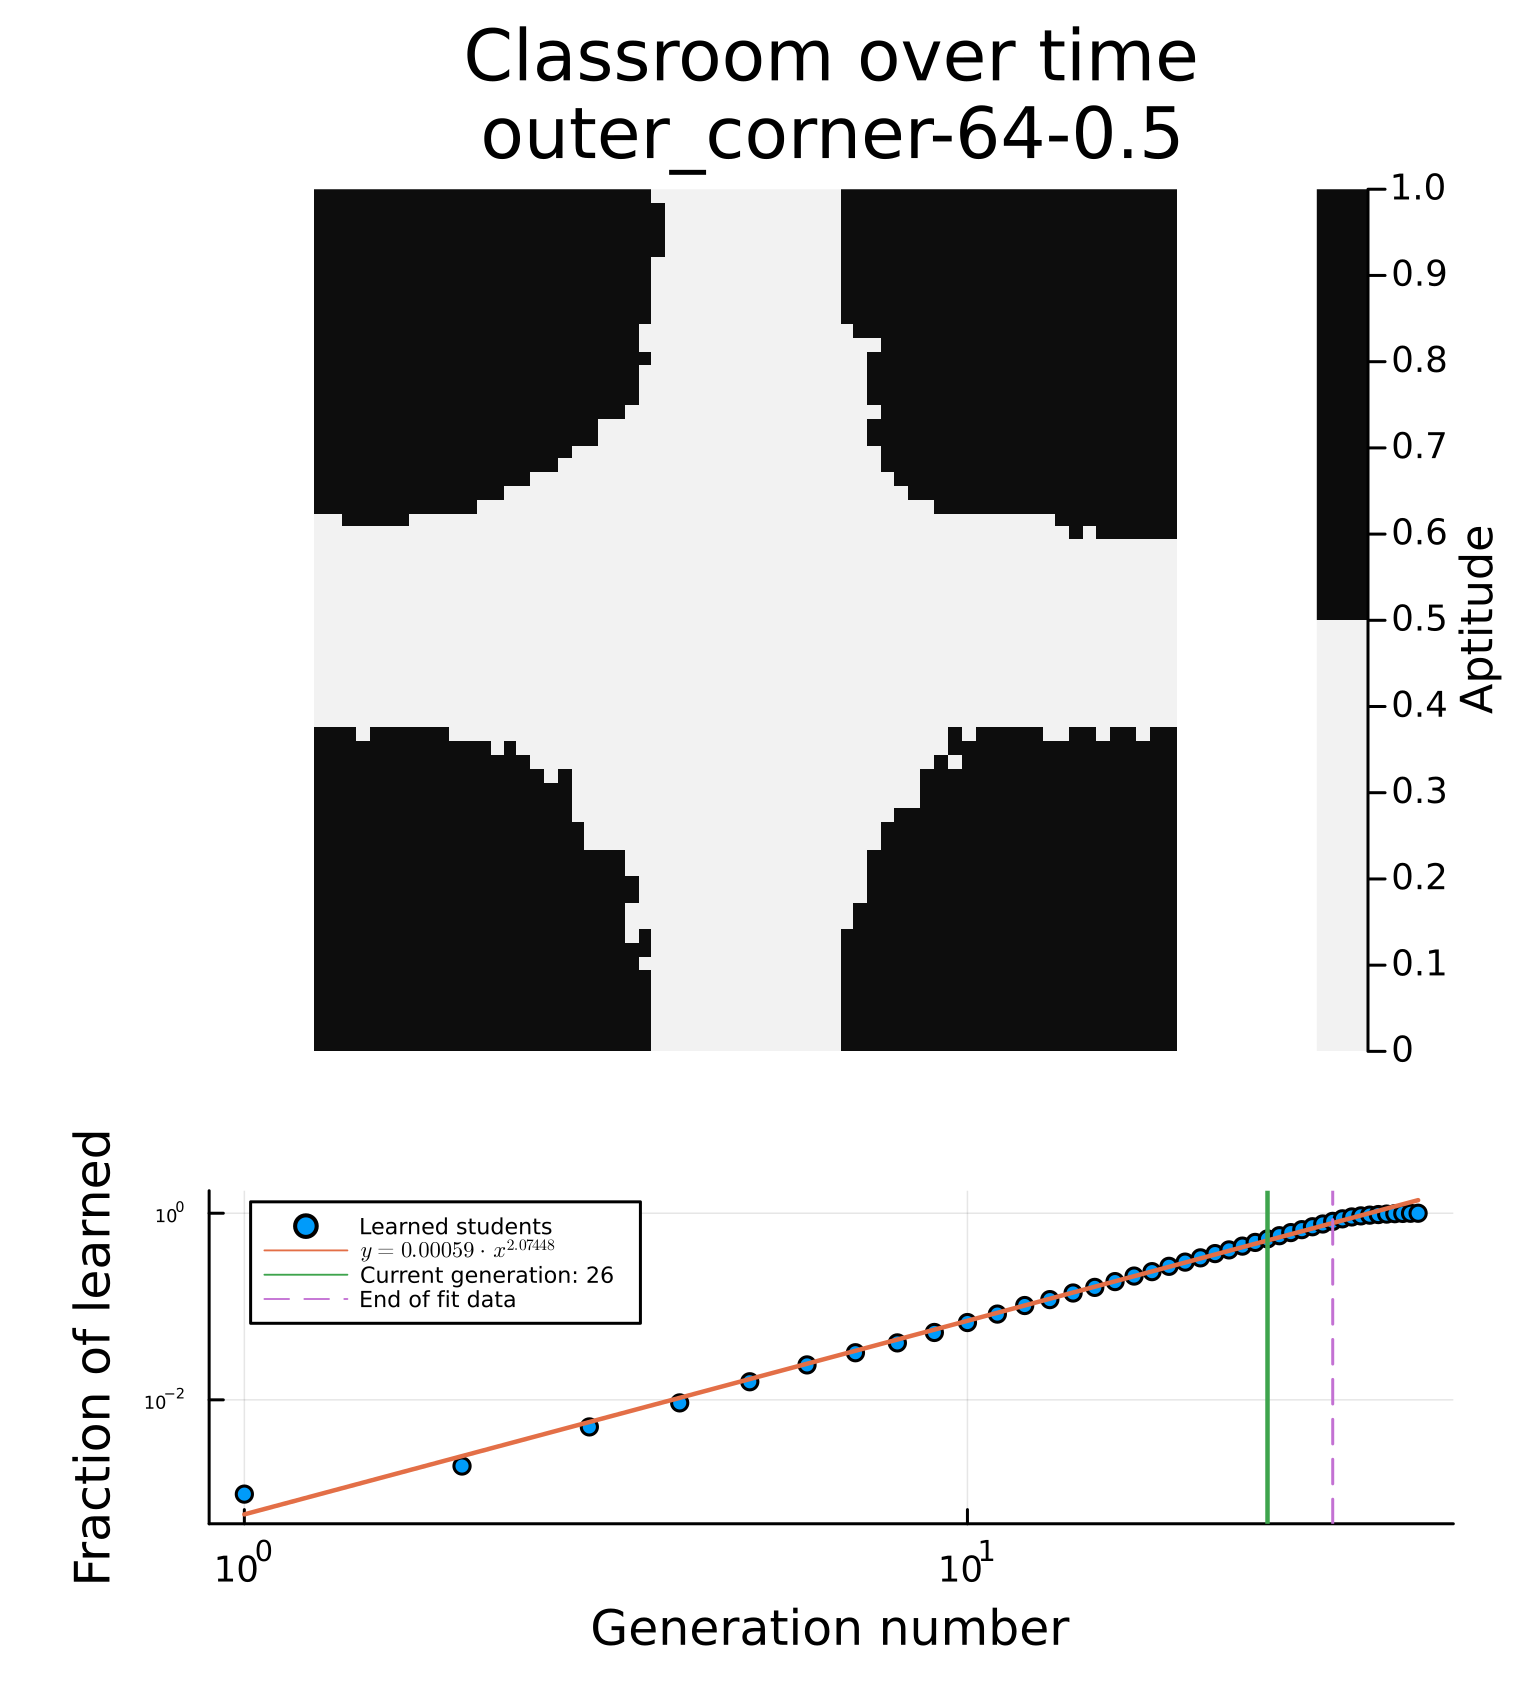 Classroom over time
outer_corner-64-0.5
1.0
0.9
0.8
0.7
0.6
0.5
0.4
0.3
0.2
0.1
0
Aptitude
Fraction of learned
10⁰
10⁻²
Learned students
y = 0.00059 · x^2.07448
Current generation: 26
End of fit data
10⁰
10¹
Generation number